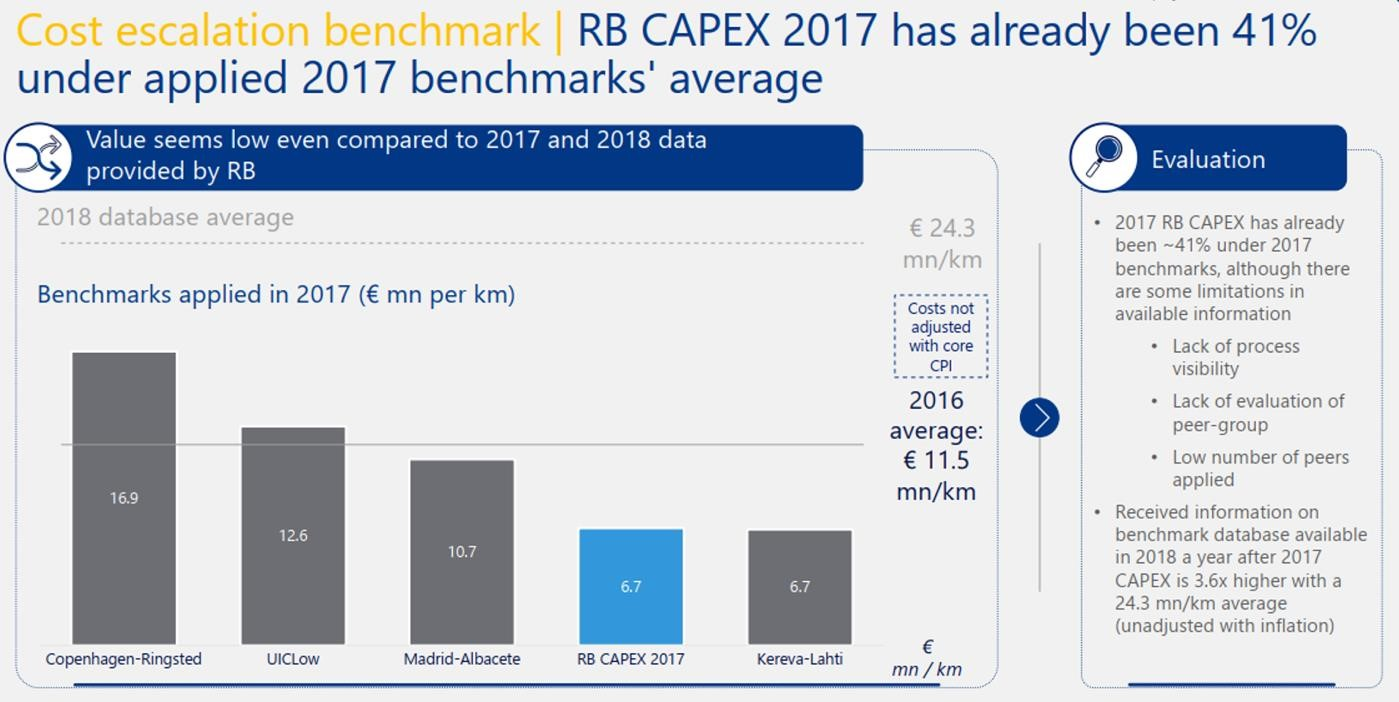 Cost escalation benchmark | RB CAPEX 2017 has already been 41%
under applied 2017 benchmarks' average
Value seems low even compared to 2017 and 2018 data
provided by RB
2018 database average
€ 24.3
mn/km
Benchmarks applied in 2017 (€ mn per km)
Costs not
adjusted
with core
CPI
2016
average:
€ 11.5
mn/km
16.9
12.6
10.7
6.7
6.7
Copenhagen-Ringsted
UICLow
Madrid-Albacete
RB CAPEX 2017
Kereva-Lahti
€
mn / km
Evaluation
• 2017 RB CAPEX has already
been ~41% under 2017
benchmarks, although there
are some limitations in
available information
• Lack of process
visibility
• Lack of evaluation of
peer-group
• Low number of peers
applied
• Received information on
benchmark database available
in 2018 a year after 2017
CAPEX is 3.6x higher with a
24.3 mn/km average
(unadjusted with inflation)